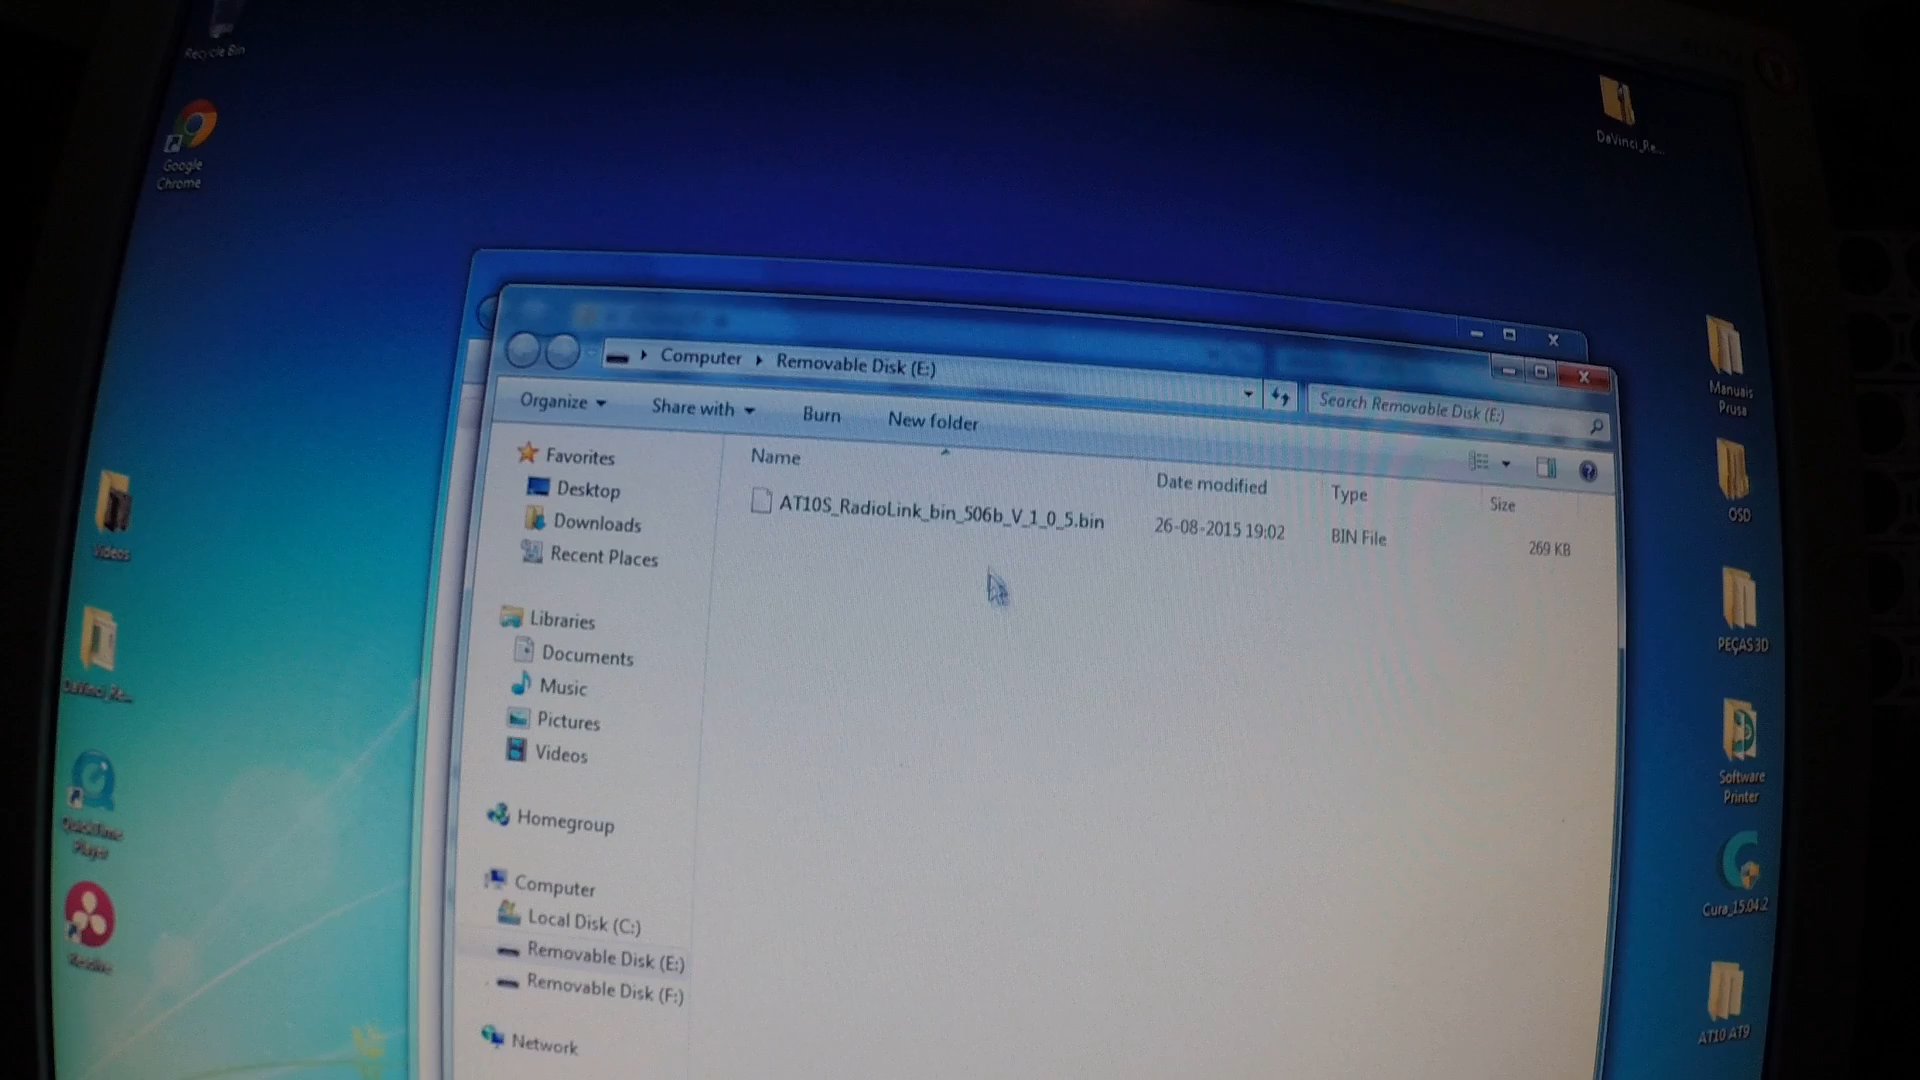 Recycle Bin
Google
Chrome
Videos
DaVinci_Re...
QuickTime
Player
Resolve
DaVinci_Re...
Manuais
Prusa
OSD
PEÇAS 3D
Software
Printer
Cura_15.04.2
AT10 AT9
Computer
Removable Disk (E:)
Search Removable Disk (E:)
Organize
Share with
Burn
New folder
Favorites
Desktop
Downloads
Recent Places
Libraries
Documents
Music
Pictures
Videos
Homegroup
Computer
Local Disk (C:)
Removable Disk (E:)
Removable Disk (F:)
Network
Name
Date modified
Type
Size
AT10S_RadioLink_bin_506b_V_1_0_5.bin
26-08-2015 19:02
BIN File
269 KB